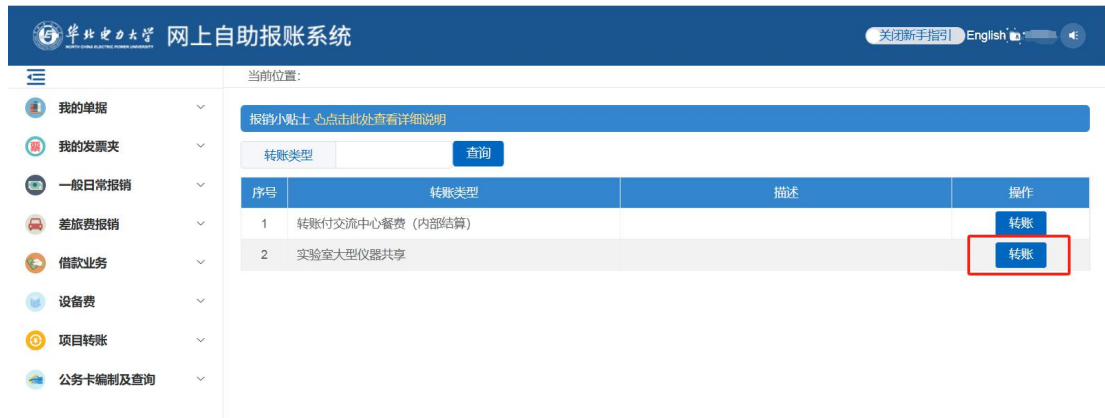 华北电力大学 网上自助报账系统 关闭新手指引 English
NORTH CHINA ELECTRIC POWER UNIVERSITY
当前位置:
我的单据
我的发票夹
一般日常报销
差旅费报销
借款业务
设备费
项目转账
公务卡编制及查询
报销小贴士 点击此处查看详细说明
转账类型 查询
序号 转账类型 描述 操作
1 转账付交流中心餐费（内部结算） 转账
2 实验室大型仪器共享 转账